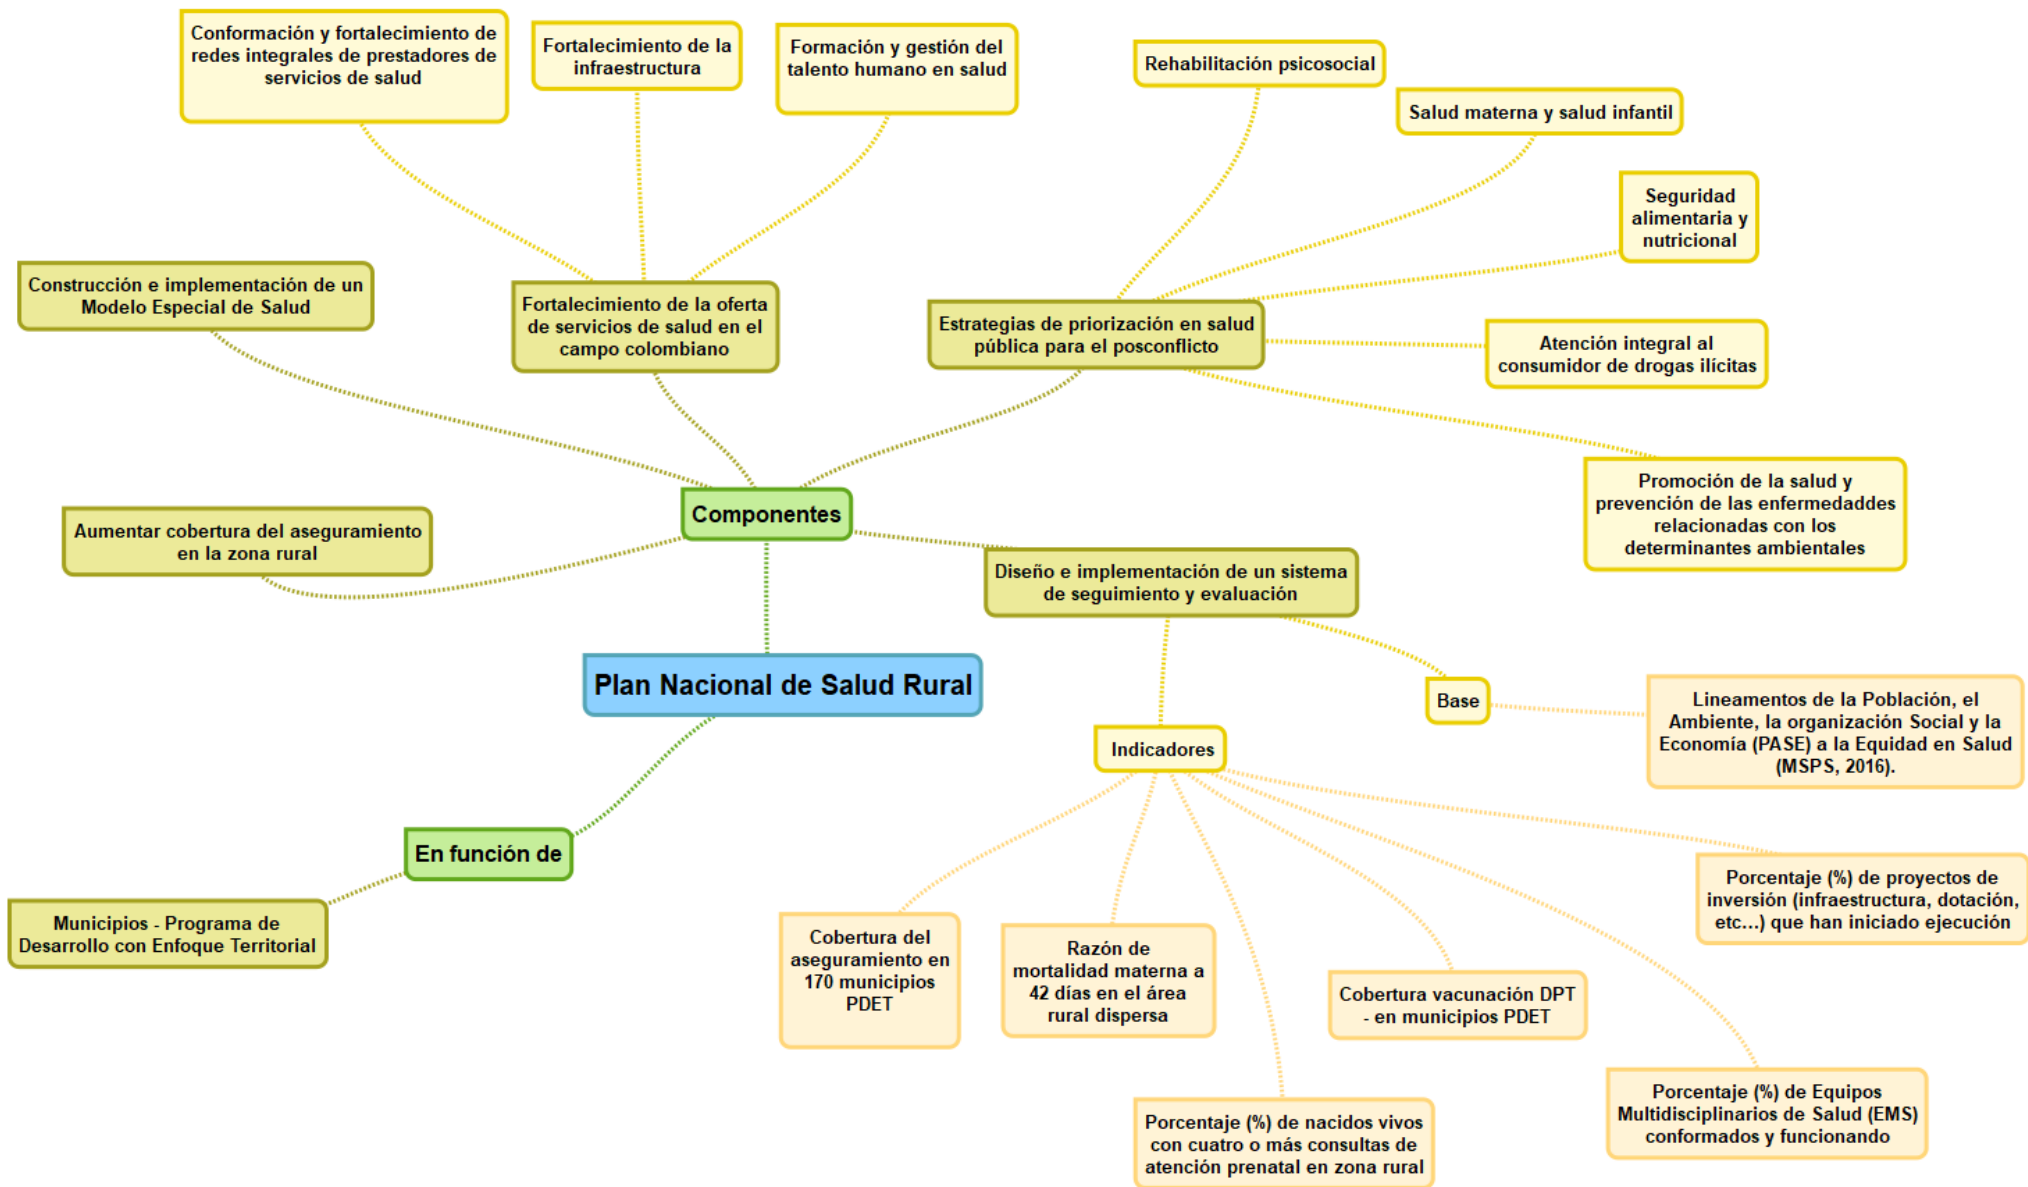 Conformación y fortalecimiento de
redes integrales de prestadores de
servicios de salud
Fortalecimiento de la
infraestructura
Formación y gestión del
talento humano en salud
Rehabilitación psicosocial
Salud materna y salud infantil
Seguridad
alimentaria y
nutricional
Construcción e implementación de un
Modelo Especial de Salud
Fortalecimiento de la oferta
de servicios de salud en el
campo colombiano
Estrategias de priorización en salud
pública para el posconflicto
Atención integral al
consumidor de drogas ilícitas
Promoción de la salud y
prevención de las enfermedaddes
relacionadas con los
determinantes ambientales
Componentes
Aumentar cobertura del aseguramiento
en la zona rural
Diseño e implementación de un sistema
de seguimiento y evaluación
Plan Nacional de Salud Rural
Base
Lineamentos de la Población, el
Ambiente, la organización Social y la
Economía (PASE) a la Equidad en Salud
(MSPS, 2016).
Indicadores
En función de
Municipios - Programa de
Desarrollo con Enfoque Territorial
Cobertura del
aseguramiento en
170 municipios
PDET
Razón de
mortalidad materna a
42 días en el área
rural dispersa
Porcentaje (%) de nacidos vivos
con cuatro o más consultas de
atención prenatal en zona rural
Cobertura vacunación DPT
- en municipios PDET
Porcentaje (%) de Equipos
Multidisciplinarios de Salud (EMS)
conformados y funcionando
Porcentaje (%) de proyectos de
inversión (infraestructura, dotación,
etc...) que han iniciado ejecución